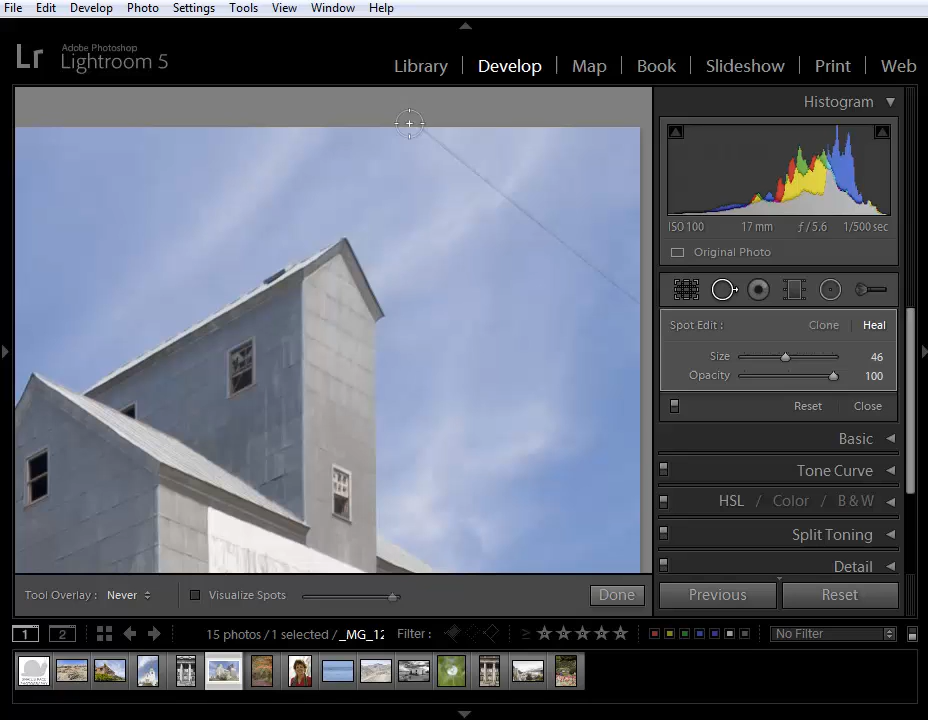 File Edit Develop Photo Settings Tools View Window Help
Lr Adobe Photoshop
Lightroom 5
Library | Develop | Map | Book | Slideshow | Print | Web
Histogram
ISO 100 17 mm ƒ / 5.6 1/500 sec
Original Photo
Spot Edit : Clone Heal
Size 46
Opacity 100
Reset Close
Basic
Tone Curve
HSL / Color / B & W
Split Toning
Detail
Tool Overlay : Never Visualize Spots Done Previous Reset
1 2 15 photos / 1 selected / _MG_12 Filter : No Filter